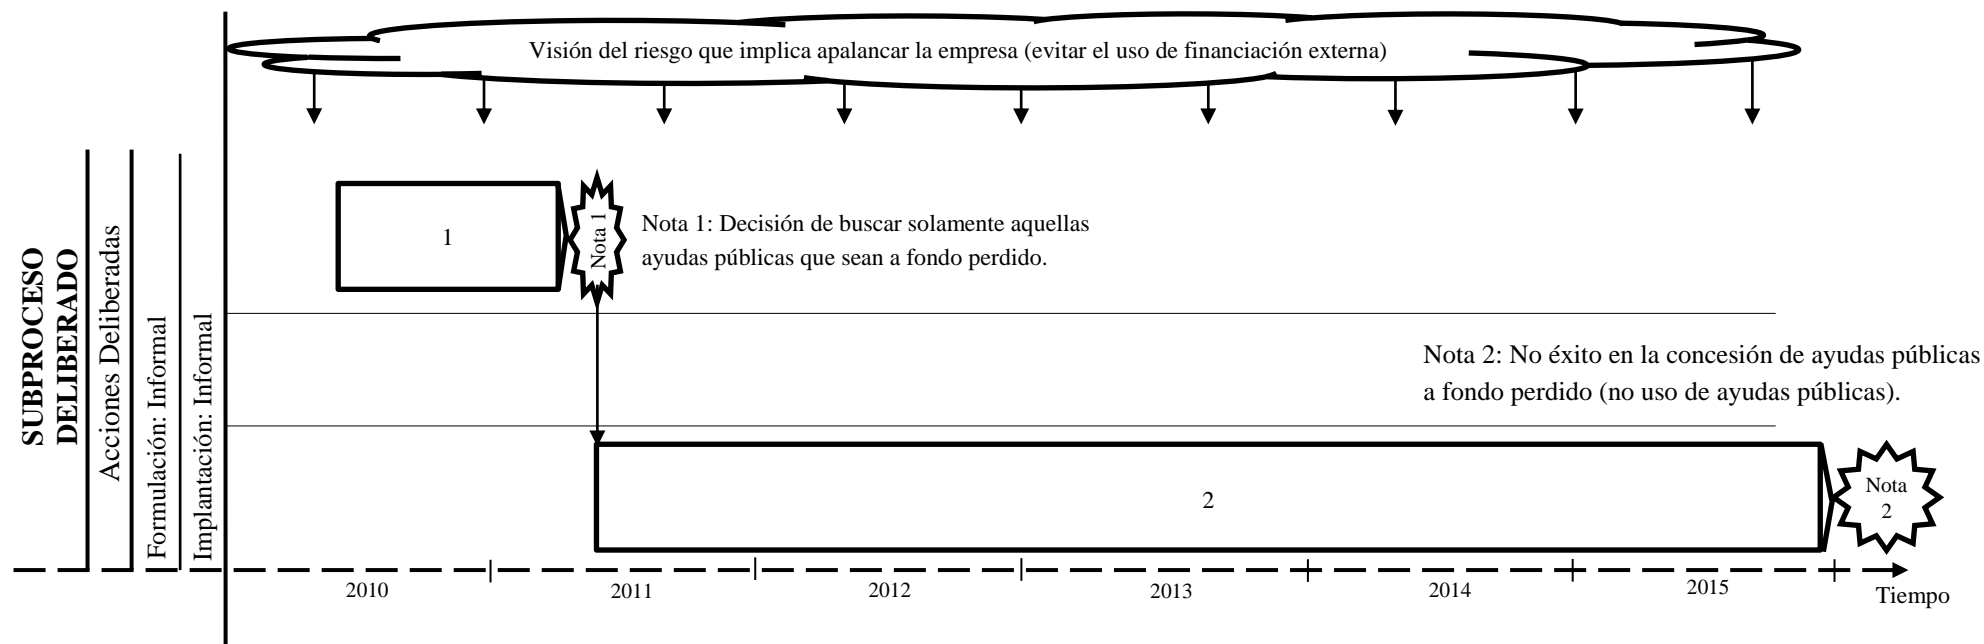 Visión del riesgo que implica apalancar la empresa (evitar el uso de financiación externa)
SUBPROCESO
DELIBERADO
Acciones Deliberadas
Formulación: Informal
Implantación: Informal
1
Nota 1
Nota 1: Decisión de buscar solamente aquellas
ayudas públicas que sean a fondo perdido.
Nota 2: No éxito en la concesión de ayudas públicas
a fondo perdido (no uso de ayudas públicas).
2
Nota
2
2010
2011
2012
2013
2014
2015
Tiempo